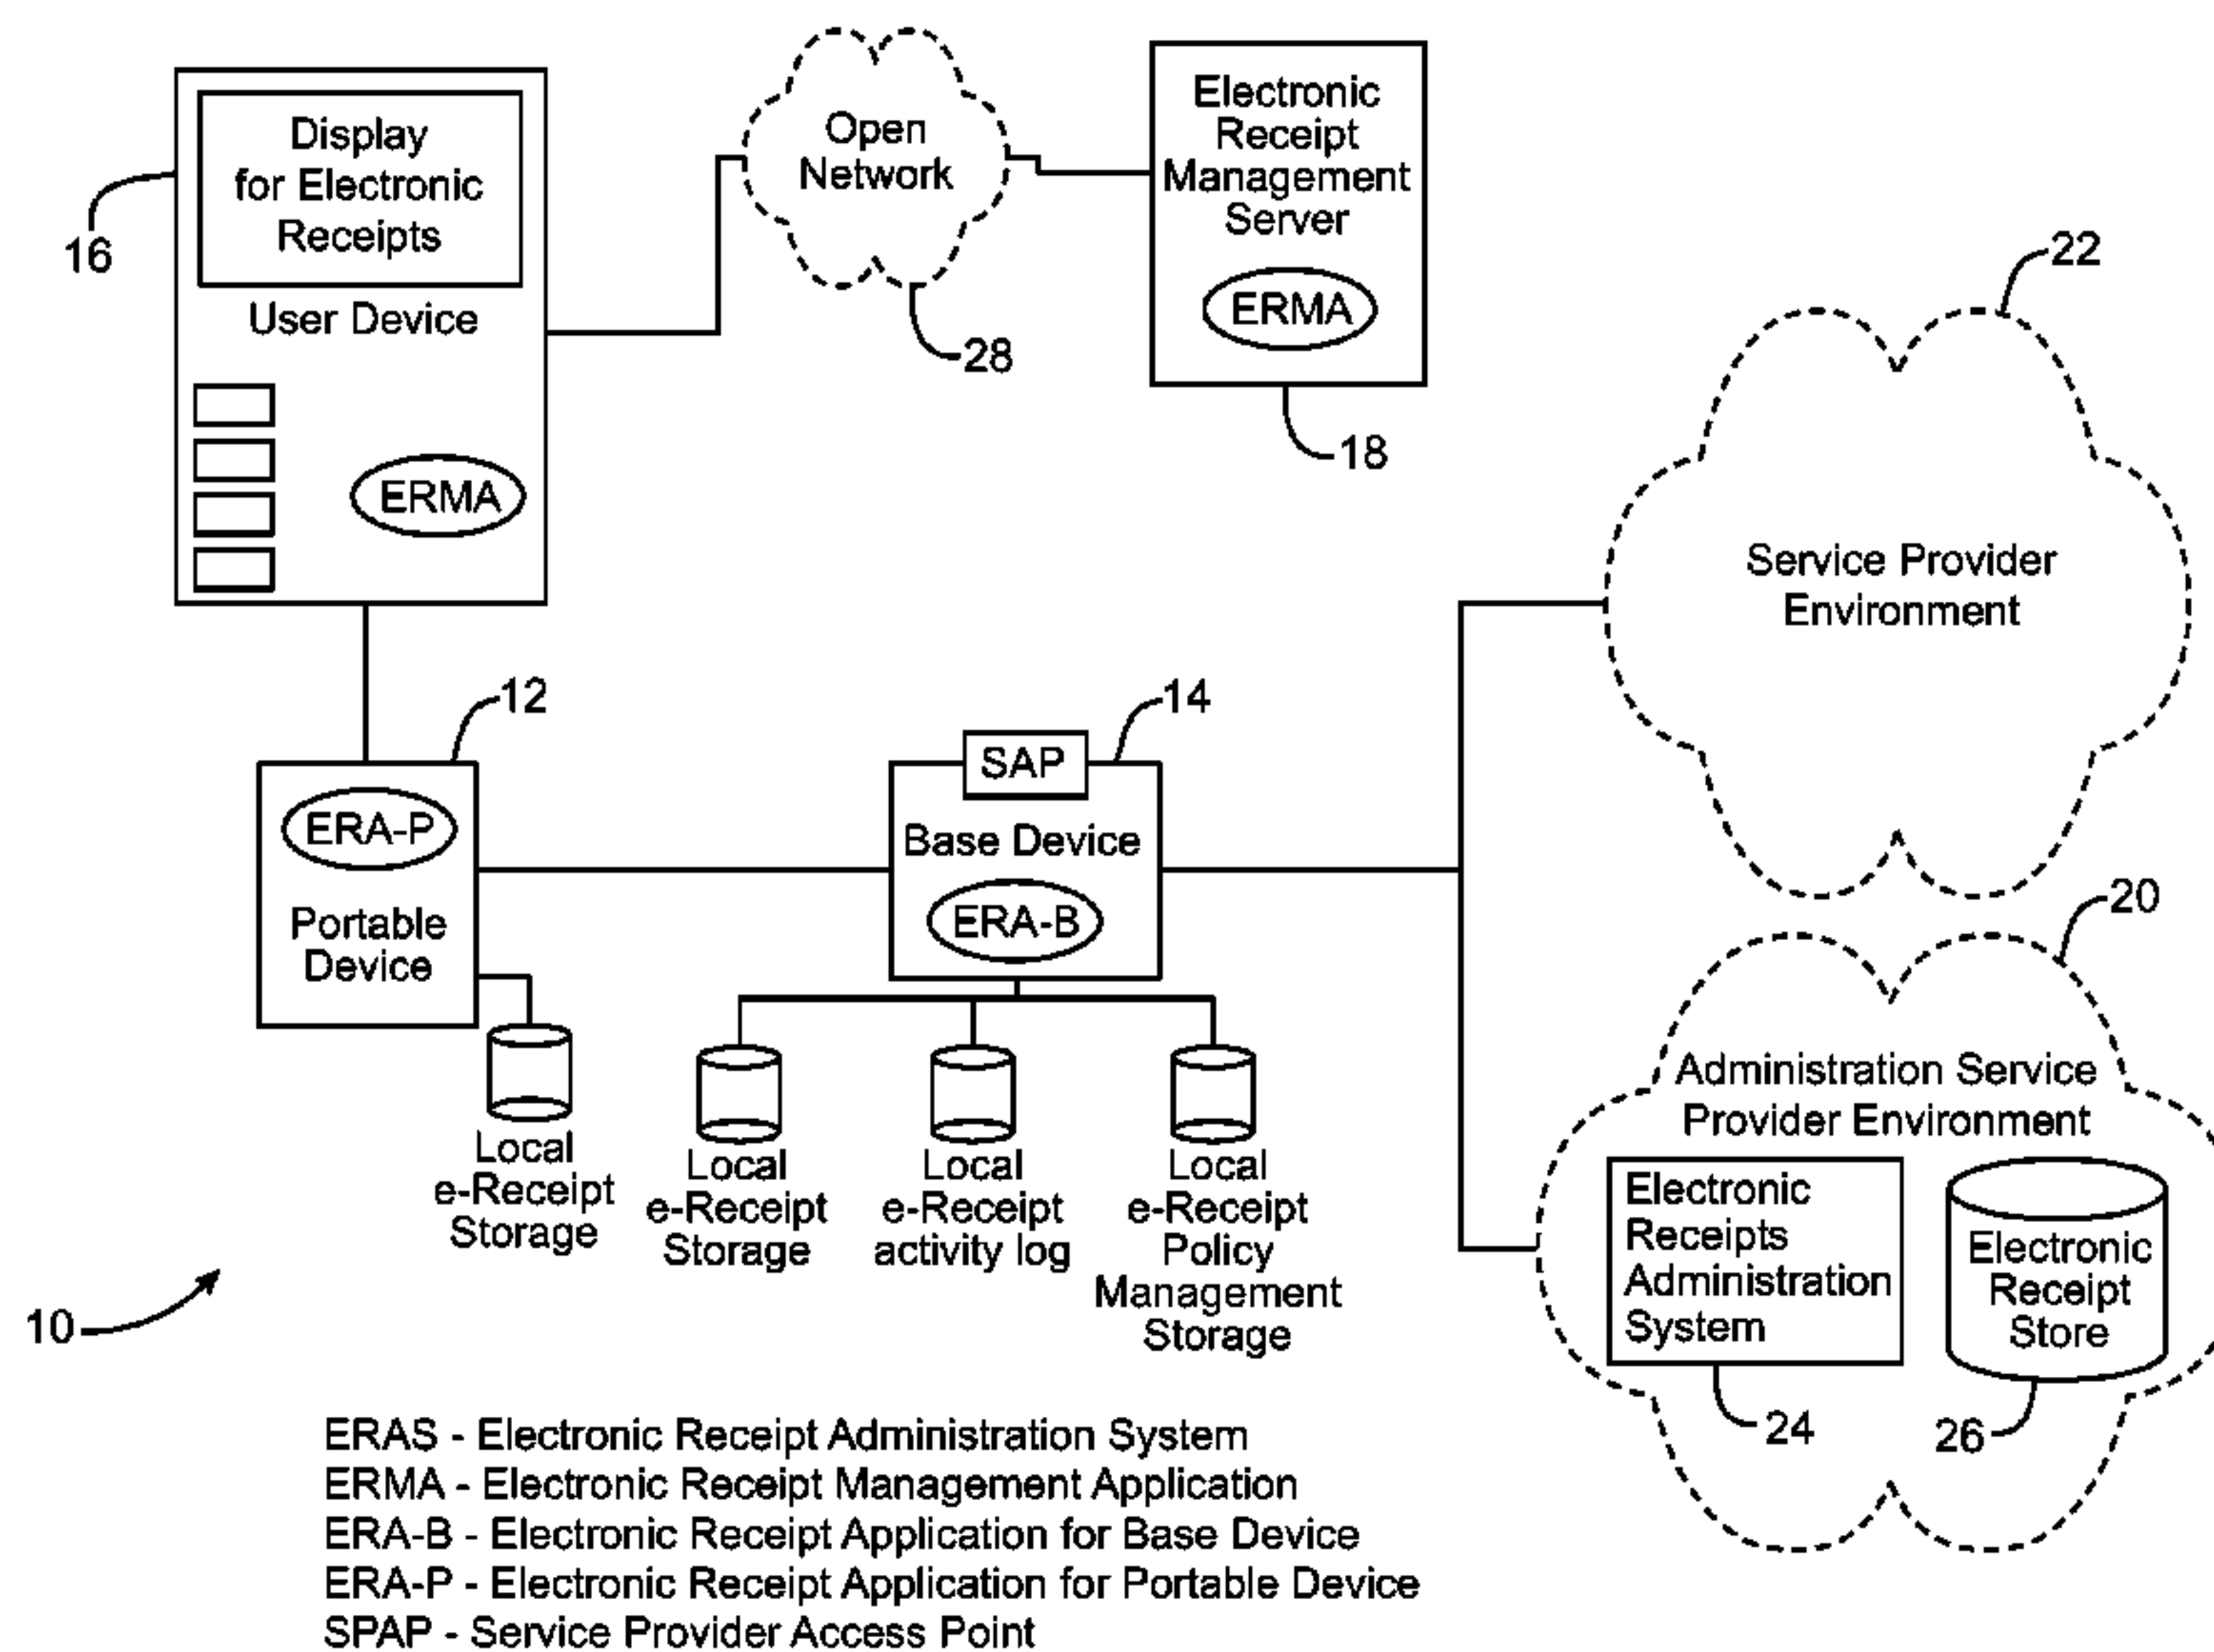 Display
for Electronic
Receipts
User Device
ERMA
16
Open
Network
28
Electronic
Receipt
Management
Server
ERMA
18
22
Service Provider
Environment
12
ERA-P
Portable
Device
Local
e-Receipt
Storage
14
SAP
Base Device
ERA-B
Local
e-Receipt
Storage
Local
e-Receipt
activity log
Local
e-Receipt
Policy
Management
Storage
20
Administration Service
Provider Environment
Electronic
Receipts
Administration
System
24
Electronic
Receipt
Store
26
10
ERAS - Electronic Receipt Administration System
ERMA - Electronic Receipt Management Application
ERA-B - Electronic Receipt Application for Base Device
ERA-P - Electronic Receipt Application for Portable Device
SPAP - Service Provider Access Point